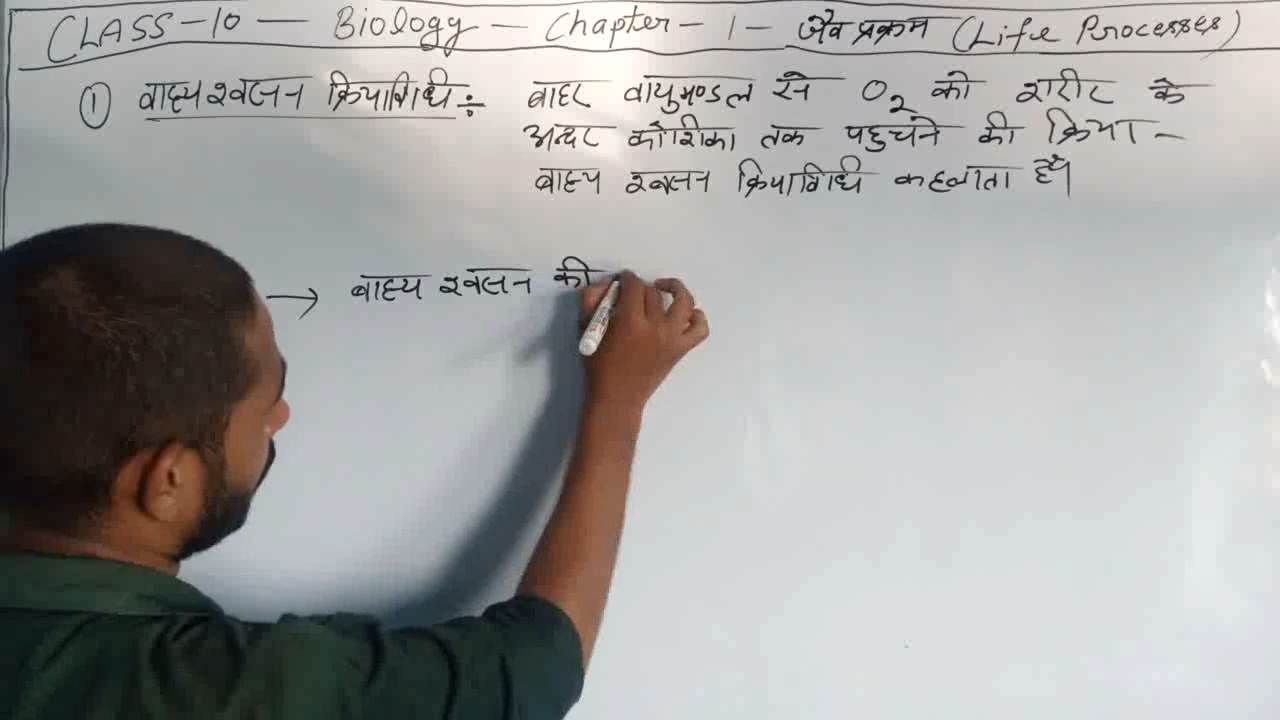 CLASS-10 - Biology - Chapter - 1 - जैव प्रक्रम (Life Processes)
① बाह्य श्वसन क्रियाविधि ÷ बाहर वायुमण्डल से O₂ को शरीर के
अन्दर कोशिका तक पहुचने की क्रिया -
बाह्य श्वसन क्रियाविधि कहलाता है।
→ बाह्य श्वसन की